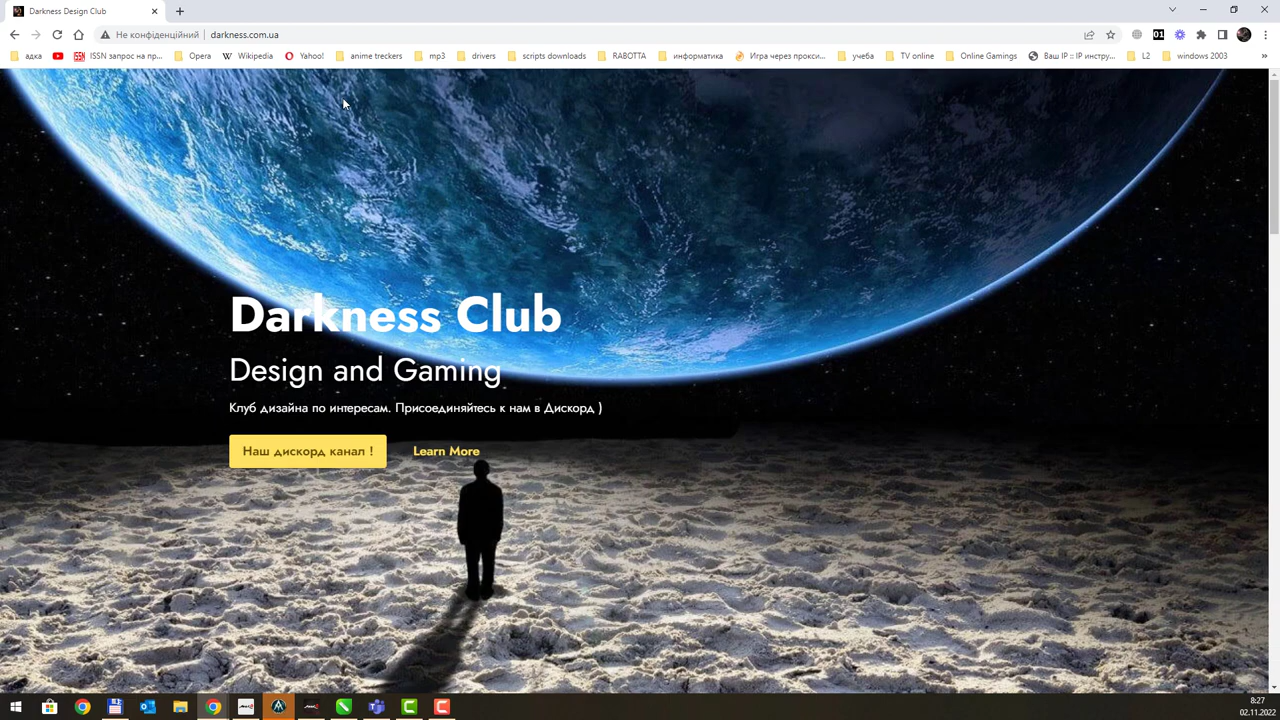 Darkness Design Club
Не конфіденційний
darkness.com.ua
адка
ISSN запрос на пр...
Opera
Wikipedia
Yahoo!
anime treckers
mp3
drivers
scripts downloads
RABOTTA
информатика
Игра через прокси...
учеба
TV online
Online Gamings
Ваш IP :: IP инстру...
L2
windows 2003
01
Darkness Club
Design and Gaming
Клуб дизайна по интересам. Присоединяйтесь к нам в Дискорд )
Наш дискорд канал !
Learn More
8:27
02.11.2022